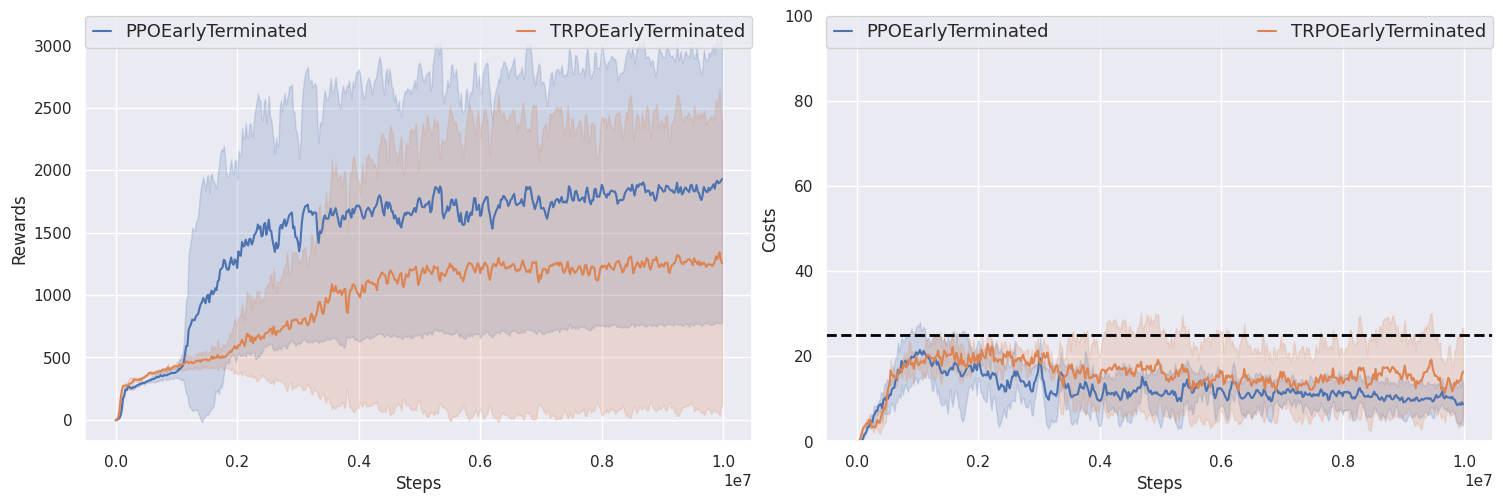 PPOEarlyTerminated TRPOEarlyTerminated
3000
2500
2000
1500
1000
500
0
Rewards
0.0 0.2 0.4 0.6 0.8 1.0
1e7
Steps
PPOEarlyTerminated TRPOEarlyTerminated
100
80
60
40
20
0
Costs
0.0 0.2 0.4 0.6 0.8 1.0
1e7
Steps